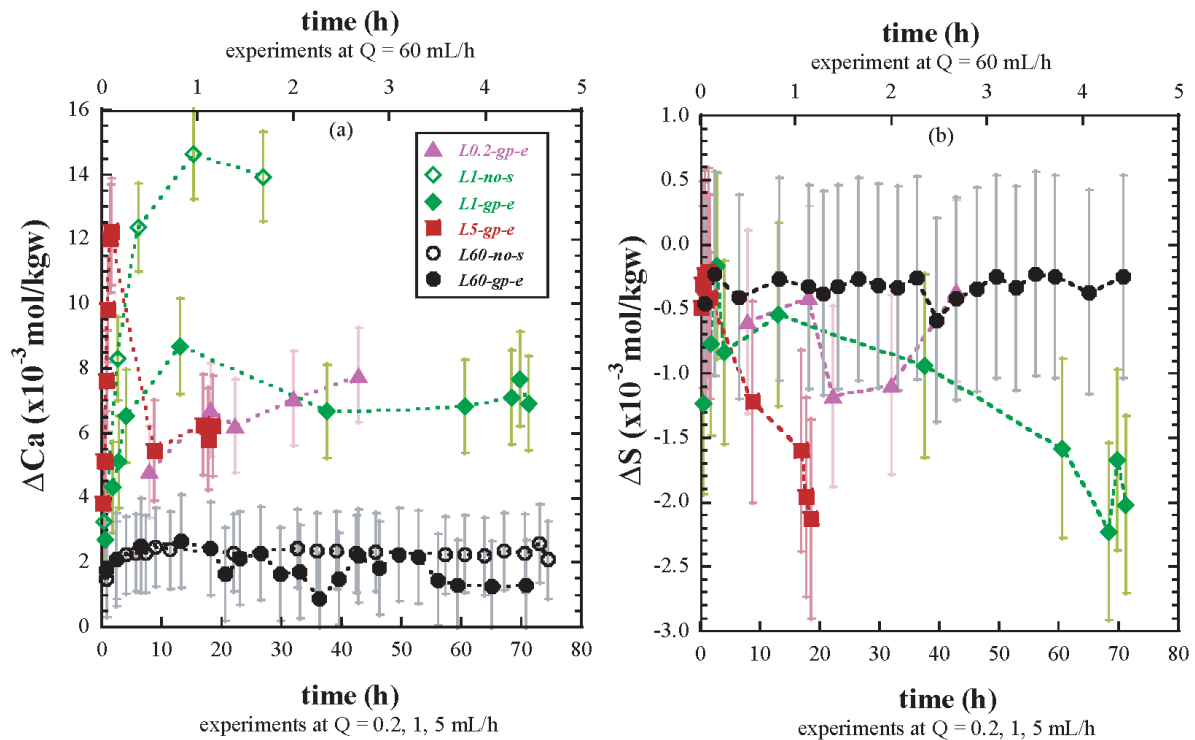 time (h)
experiments at Q = 60 mL/h
0 1 2 3 4 5
16
14
12
10
8
6
4
2
0
ΔCa (x10⁻³ mol/kgw)
(a)
L0.2-gp-e
L1-no-s
L1-gp-e
L5-gp-e
L60-no-s
L60-gp-e
0 10 20 30 40 50 60 70 80
time (h)
experiments at Q = 0.2, 1, 5 mL/h
time (h)
experiment at Q = 60 mL/h
0 1 2 3 4 5
1.0
0.5
0.0
-0.5
-1.0
-1.5
-2.0
-2.5
-3.0
ΔS (x10⁻³ mol/kgw)
(b)
0 10 20 30 40 50 60 70 80
time (h)
experiments at Q = 0.2, 1, 5 mL/h